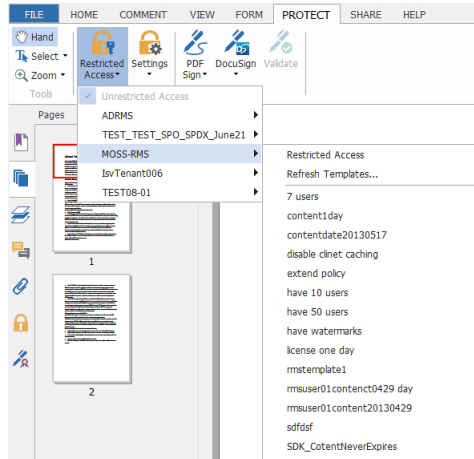 FILE HOME COMMENT VIEW FORM PROTECT SHARE HELP
Hand
Select
Zoom
Tools
Restricted Access
Settings
PDF Sign
DocuSign
Validate
Pages
Unrestricted Access
ADRMS
TEST_TEST_SPO_SPDX_June21
MOSS-RMS
IsvTenant006
TEST08-01
Restricted Access
Refresh Templates...
7 users
content1day
contentdate20130517
disable clinet caching
extend policy
have 10 users
have 50 users
have watermarks
license one day
rmstemplate1
rmsuser01contenct0429 day
rmsuser01content20130429
sdfdsf
SDK_CotentNeverExpires
1
2